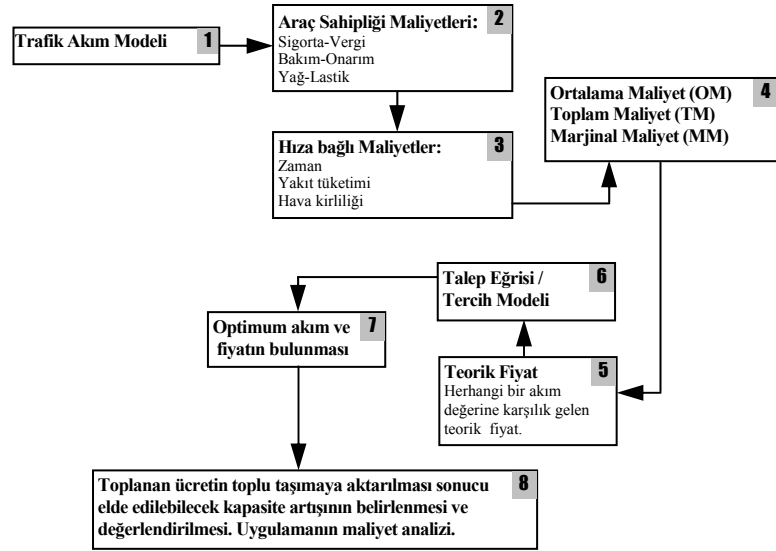 Trafik Akım Modeli 1
Araç Sahipliği Maliyetleri: 2
Sigorta-Vergi
Bakım-Onarım
Yağ-Lastik
Hıza bağlı Maliyetler: 3
Zaman
Yakıt tüketimi
Hava kirliliği
Ortalama Maliyet (OM) 4
Toplam Maliyet (TM)
Marjinal Maliyet (MM)
Teorik Fiyat 5
Herhangi bir akım
değerine karşılık gelen
teorik fiyat.
Talep Eğrisi / 6
Tercih Modeli
Optimum akım ve 7
fiyatın bulunması
Toplanan ücretin toplu taşımaya aktarılması sonucu 8
elde edilebilecek kapasite artışının belirlenmesi ve
değerlendirilmesi. Uygulamanın maliyet analizi.